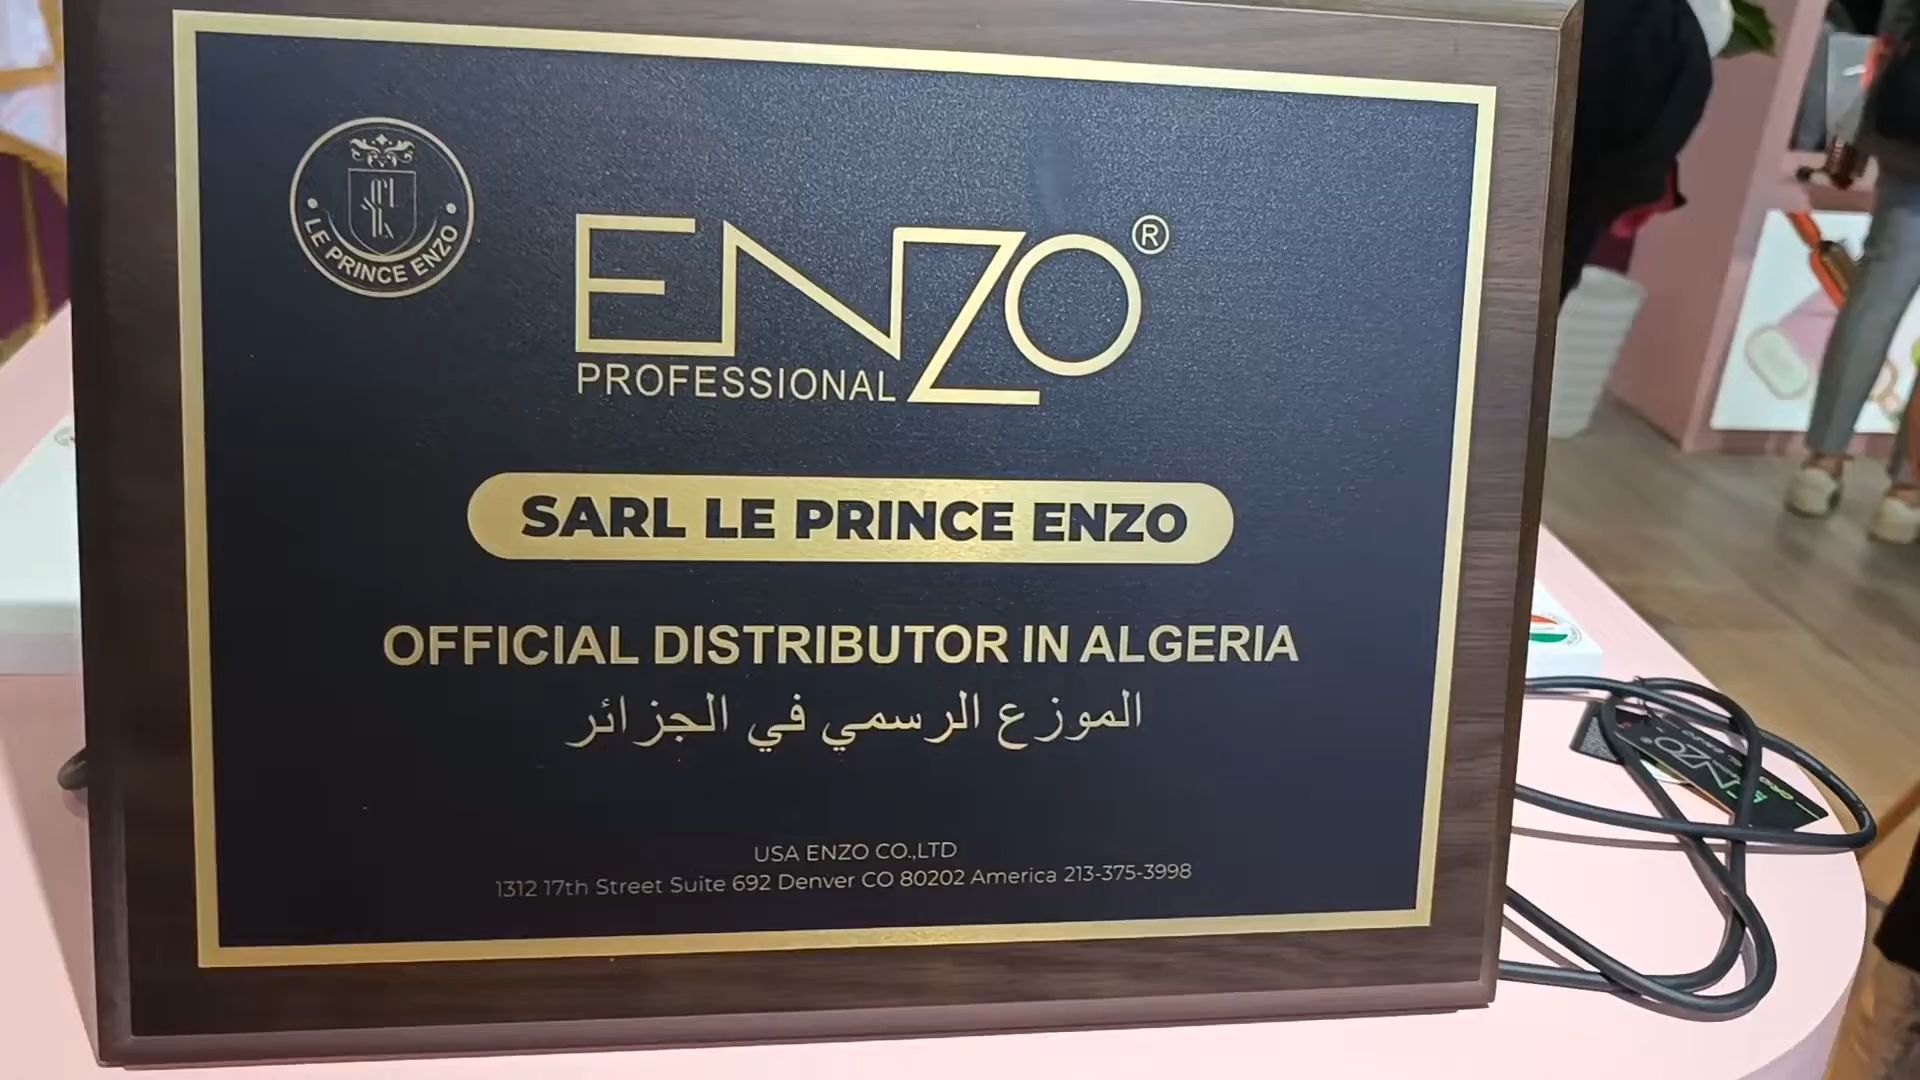 LE PRINCE ENZO
ENZO®
PROFESSIONAL
SARL LE PRINCE ENZO
OFFICIAL DISTRIBUTOR IN ALGERIA
الموزع الرسمي في الجزائر
USA ENZO CO.,LTD
1312 17th Street Suite 692 Denver CO 80202 America 213-375-3998
ENZO